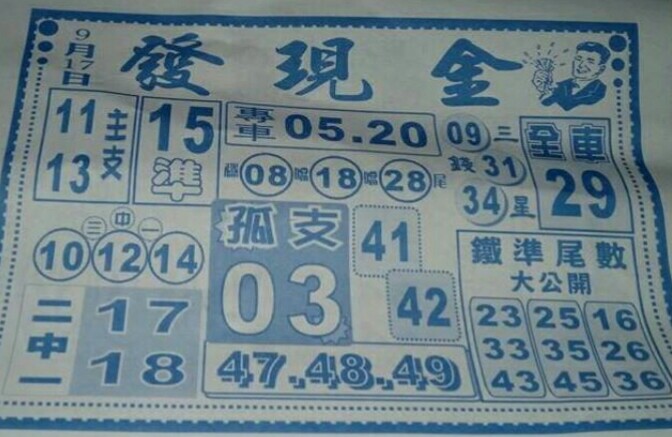 9月17日
發現金
11
13
主支
15
準
專車 05.20
08 18 28 尾
09 31 34
三錢星
全車
29
三中一
10 12 14
孤支
03
41
42
鐵準尾數
大公開
23 25 16
33 35 26
43 45 36
二中一
17
18
47.48.49